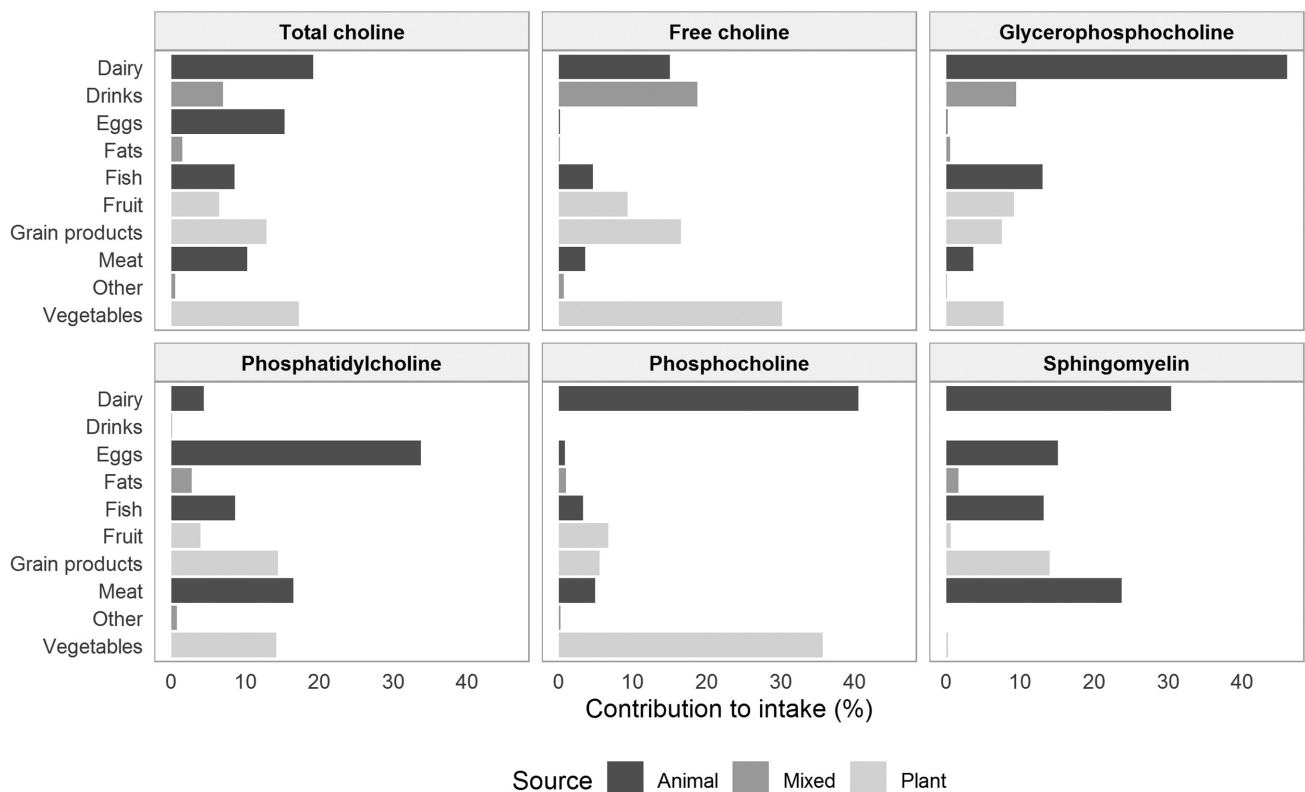 Total choline Free choline Glycerophosphocholine
Dairy
Drinks
Eggs
Fats
Fish
Fruit
Grain products
Meat
Other
Vegetables
Phosphatidylcholine Phosphocholine Sphingomyelin
Dairy
Drinks
Eggs
Fats
Fish
Fruit
Grain products
Meat
Other
Vegetables
0 10 20 30 40 0 10 20 30 40 0 10 20 30 40
Contribution to intake (%)
Source Animal Mixed Plant